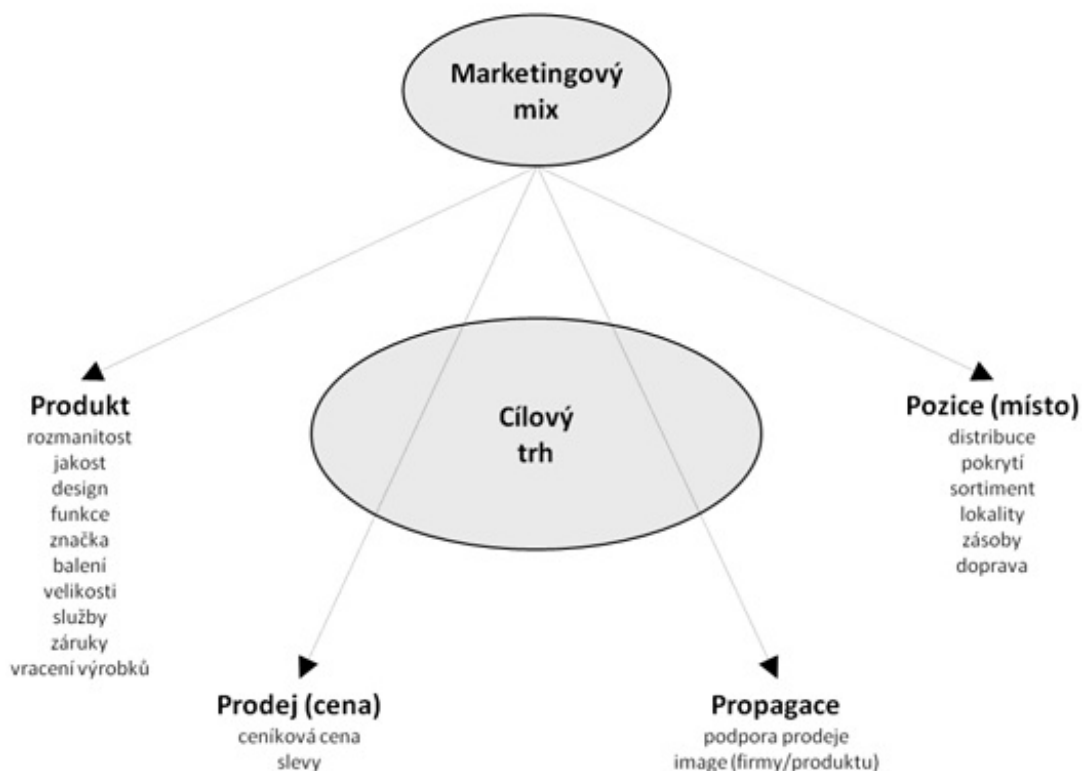 Marketingový
mix
Cílový
trh
Produkt
rozmanitost
jakost
design
funkce
značka
balení
velikosti
služby
záruky
vracení výrobků
Pozice (místo)
distribuce
pokrytí
sortiment
lokality
zásoby
doprava
Prodej (cena)
ceníková cena
slevy
Propagace
podpora prodeje
image (firmy/produktu)